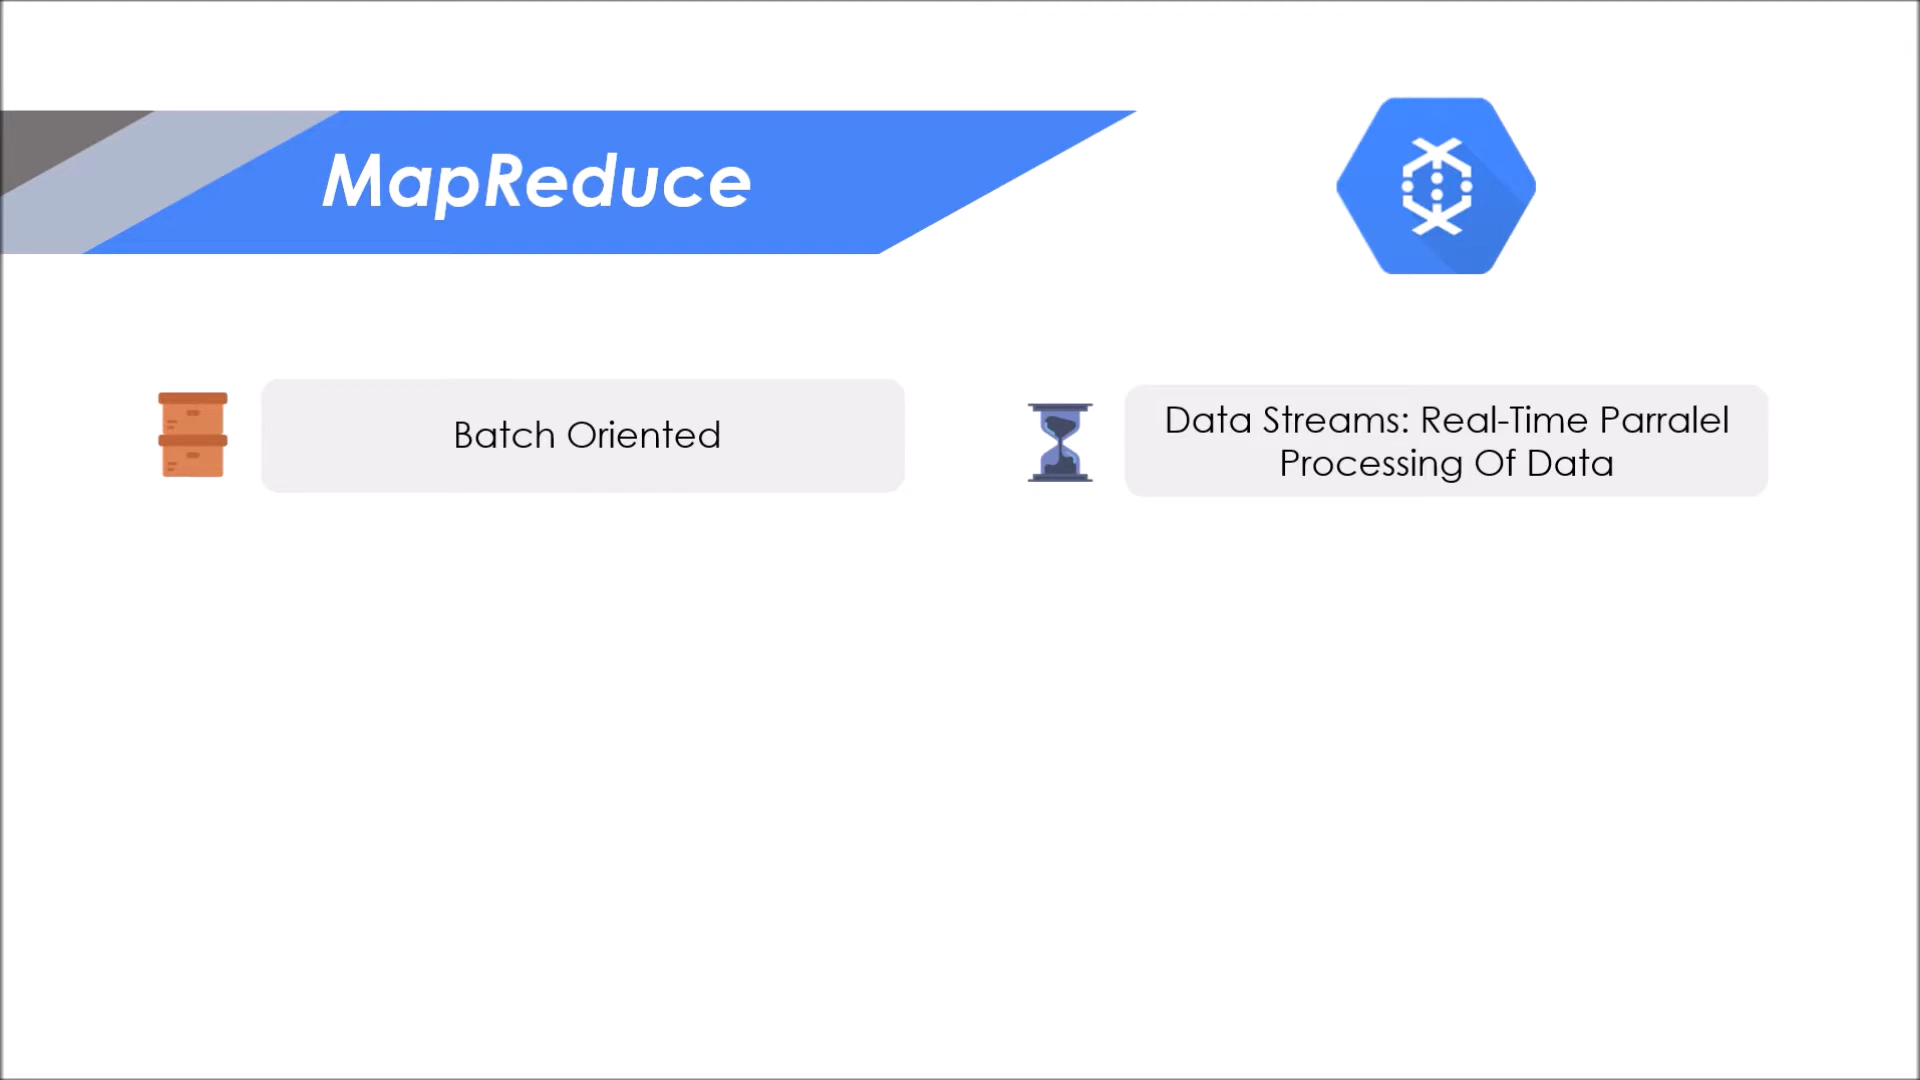 MapReduce
Batch Oriented
Data Streams: Real-Time Parralel
Processing Of Data